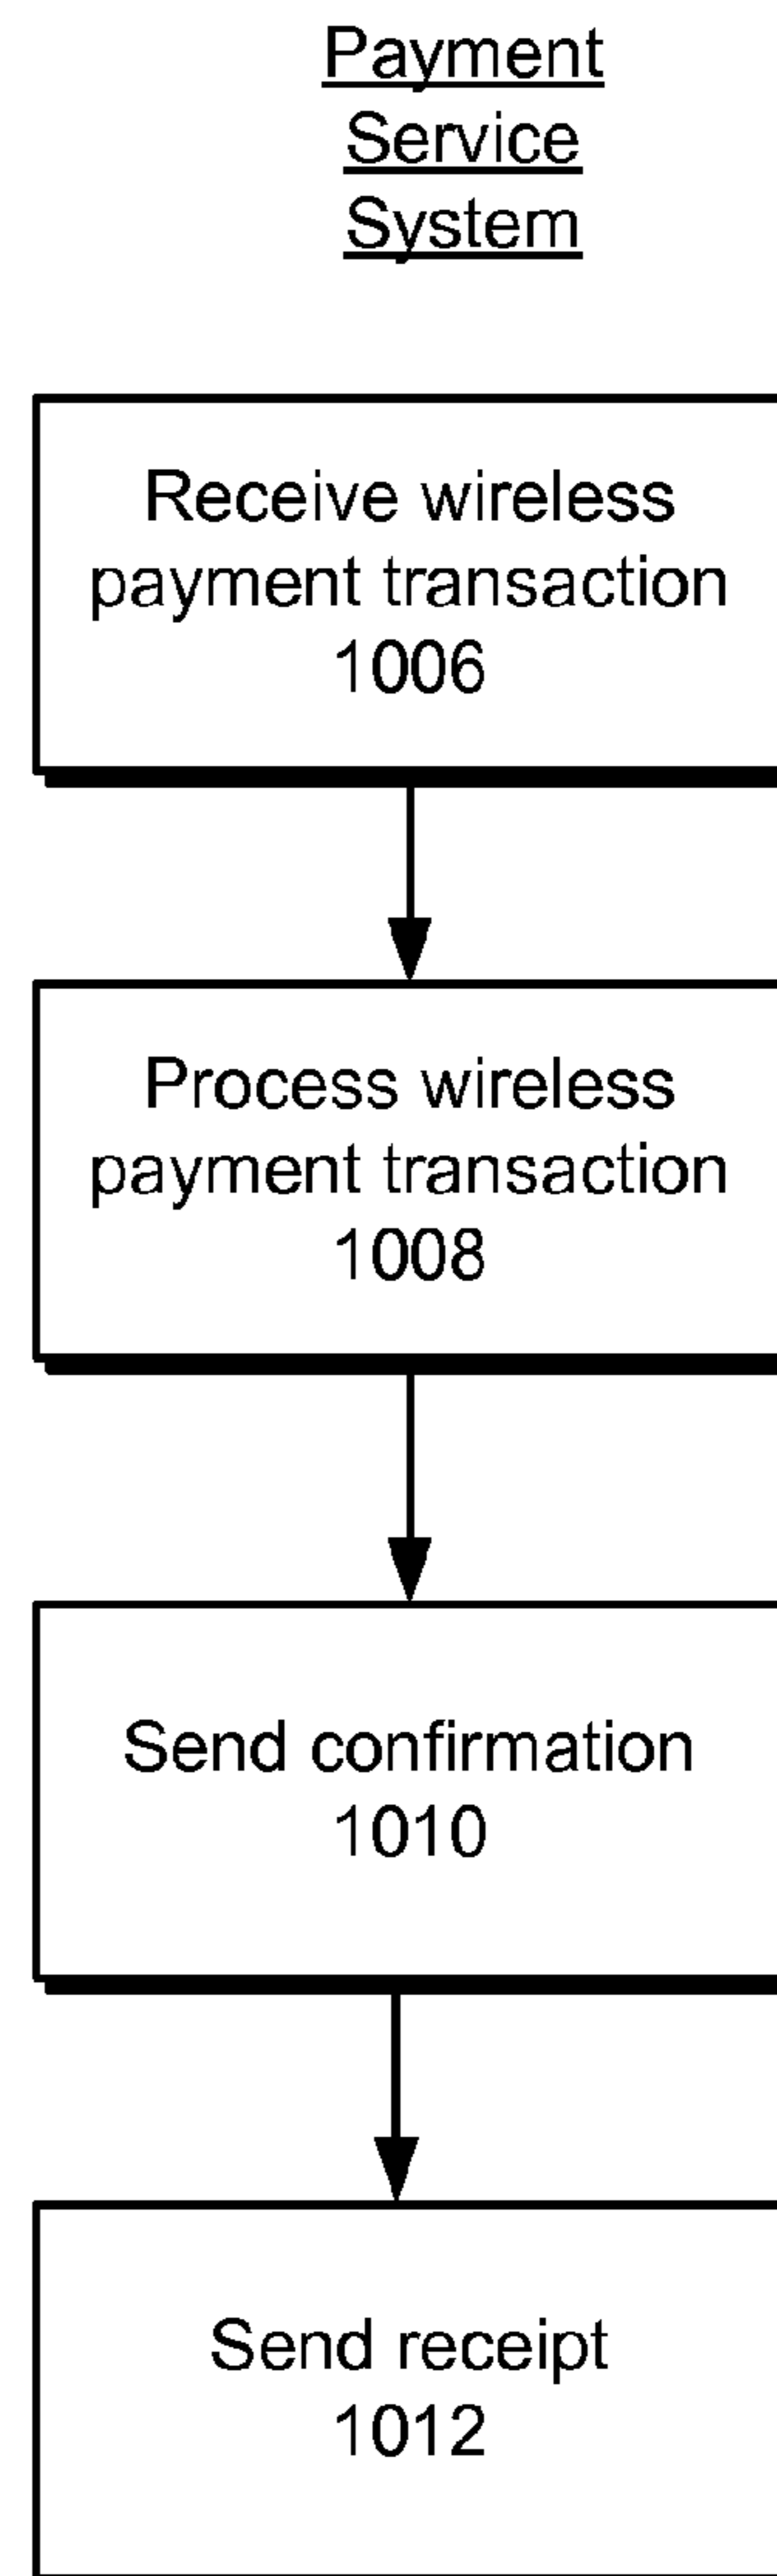 Payment
Service
System
Receive wireless
payment transaction
1006
Process wireless
payment transaction
1008
Send confirmation
1010
Send receipt
1012